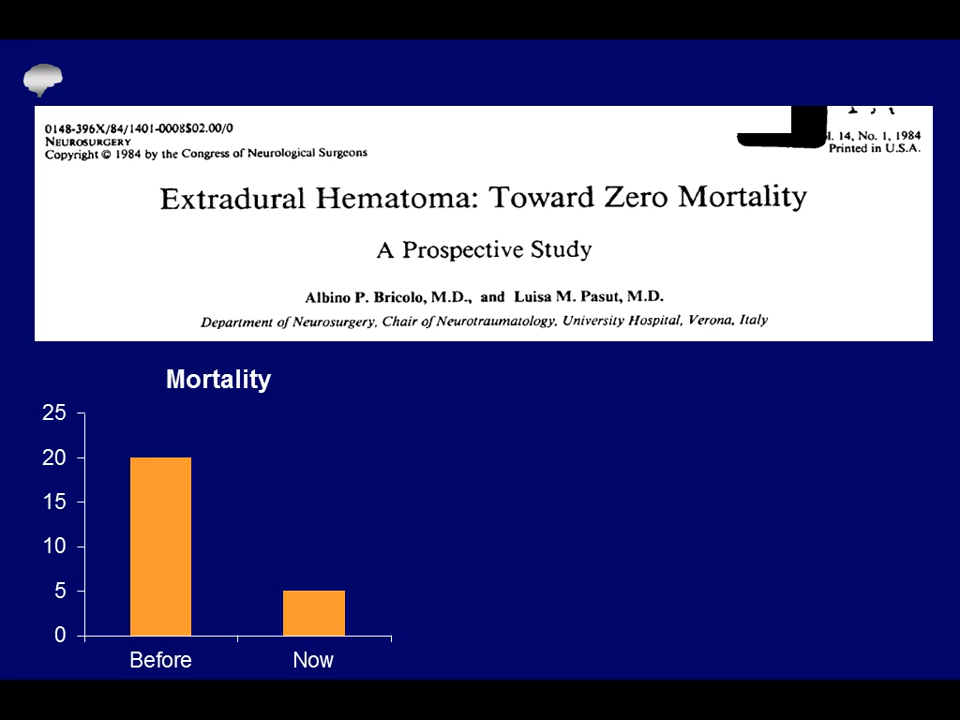 0148-396X/84/1401-0008$02.00/0
NEUROSURGERY
Copyright © 1984 by the Congress of Neurological Surgeons
14, No. 1, 1984
Printed in U.S.A.
Extradural Hematoma: Toward Zero Mortality
A Prospective Study
Albino P. Bricolo, M.D., and Luisa M. Pasut, M.D.
Department of Neurosurgery, Chair of Neurotraumatology, University Hospital, Verona, Italy
Mortality
25
20
15
10
5
0
Before Now